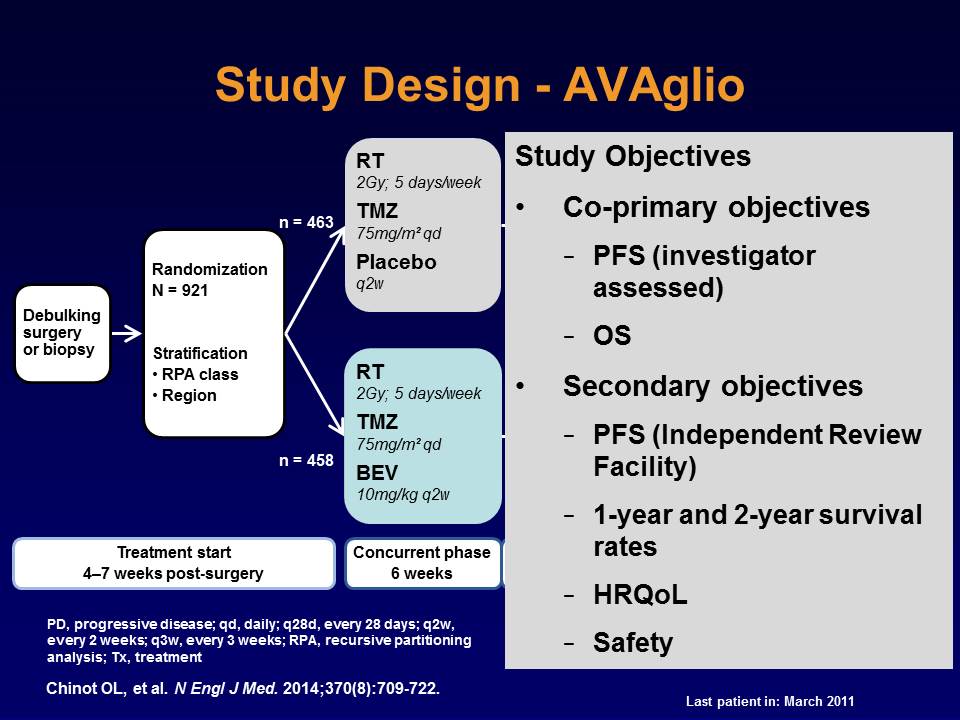 Study Design - AVAglio
Debulking
surgery
or biopsy
Randomization
N = 921
Stratification
• RPA class
• Region
n = 463
RT
2Gy; 5 days/week
TMZ
75mg/m² qd
Placebo
q2w
n = 458
RT
2Gy; 5 days/week
TMZ
75mg/m² qd
BEV
10mg/kg q2w
Treatment start
4–7 weeks post-surgery
Concurrent phase
6 weeks
Study Objectives
• Co-primary objectives
– PFS (investigator
assessed)
– OS
• Secondary objectives
– PFS (Independent Review
Facility)
– 1-year and 2-year survival
rates
– HRQoL
– Safety
PD, progressive disease; qd, daily; q28d, every 28 days; q2w,
every 2 weeks; q3w, every 3 weeks; RPA, recursive partitioning
analysis; Tx, treatment
Chinot OL, et al. N Engl J Med. 2014;370(8):709-722.
Last patient in: March 2011